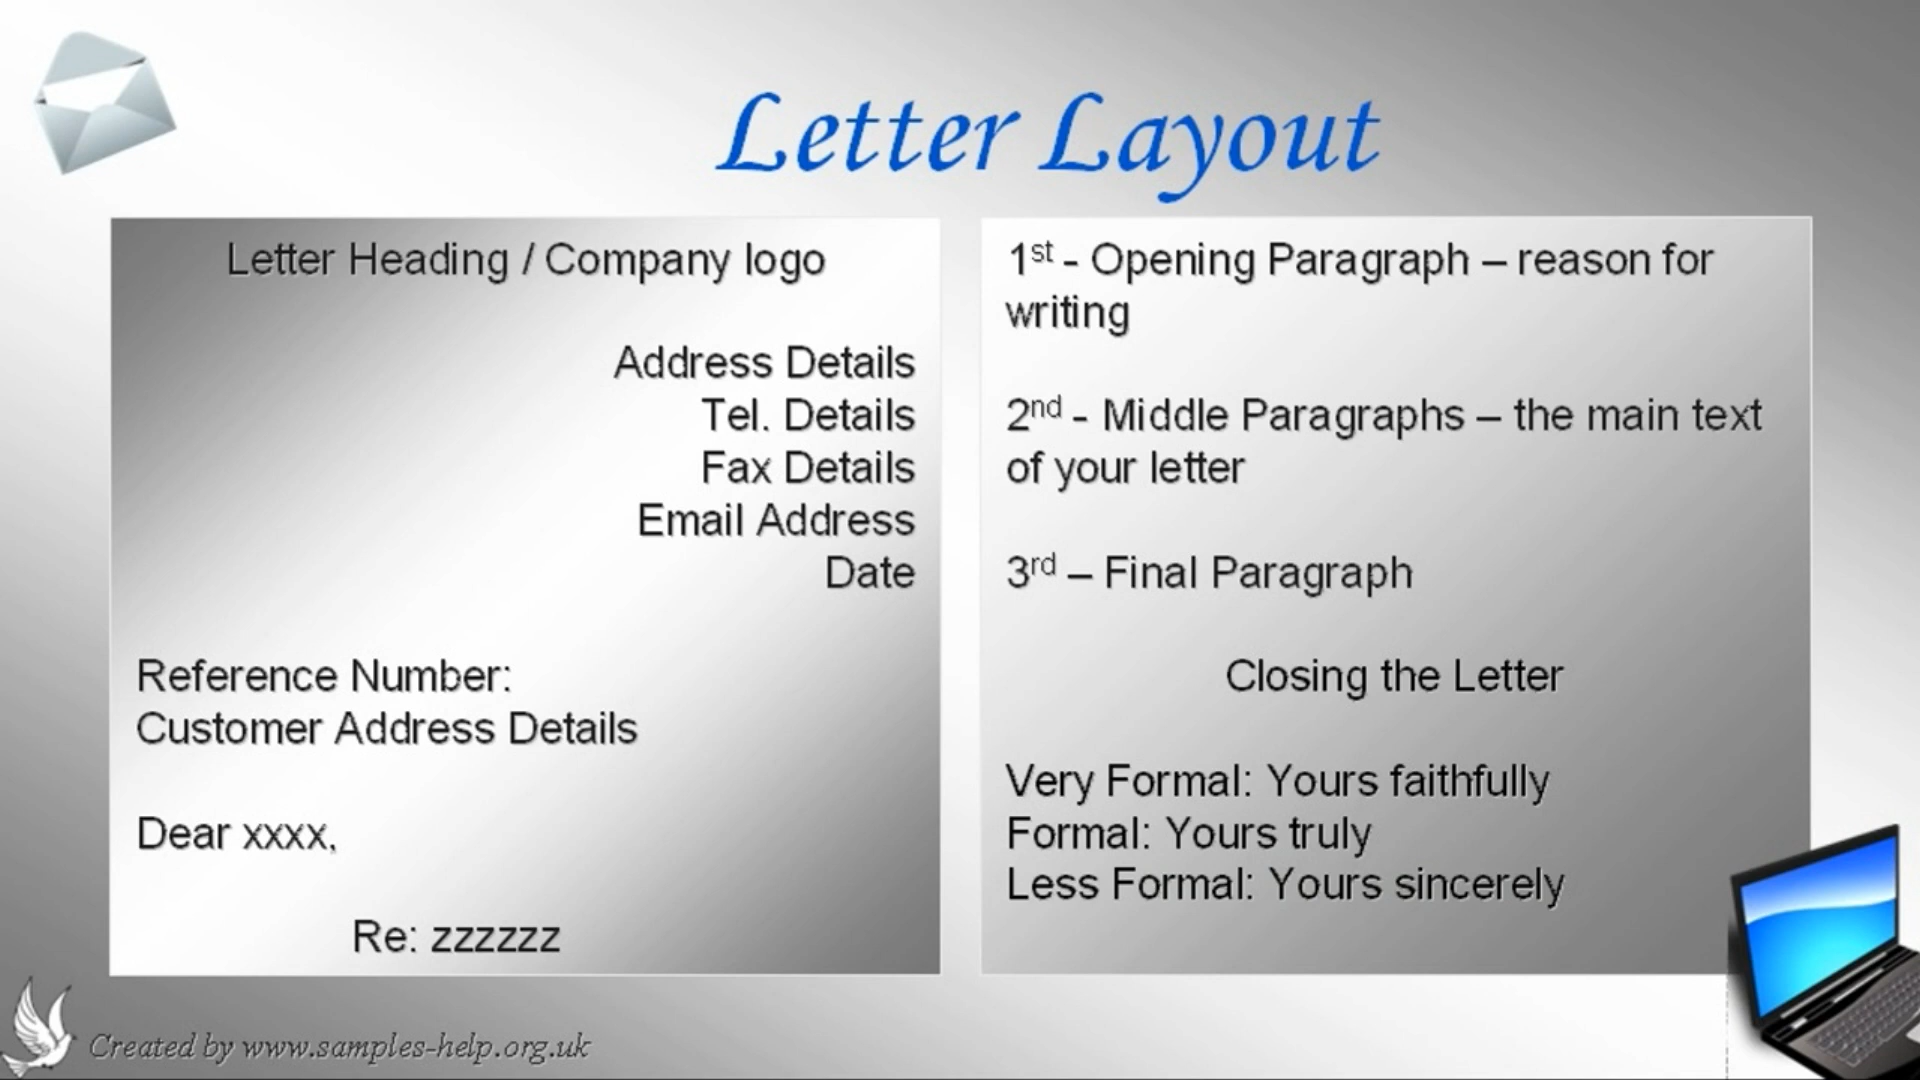 Letter Layout
Letter Heading / Company logo
Address Details
Tel. Details
Fax Details
Email Address
Date
Reference Number:
Customer Address Details
Dear xxxx,
Re: zzzzzz
1st - Opening Paragraph – reason for
writing
2nd - Middle Paragraphs – the main text
of your letter
3rd – Final Paragraph
Closing the Letter
Very Formal: Yours faithfully
Formal: Yours truly
Less Formal: Yours sincerely
Created by www.samples-help.org.uk